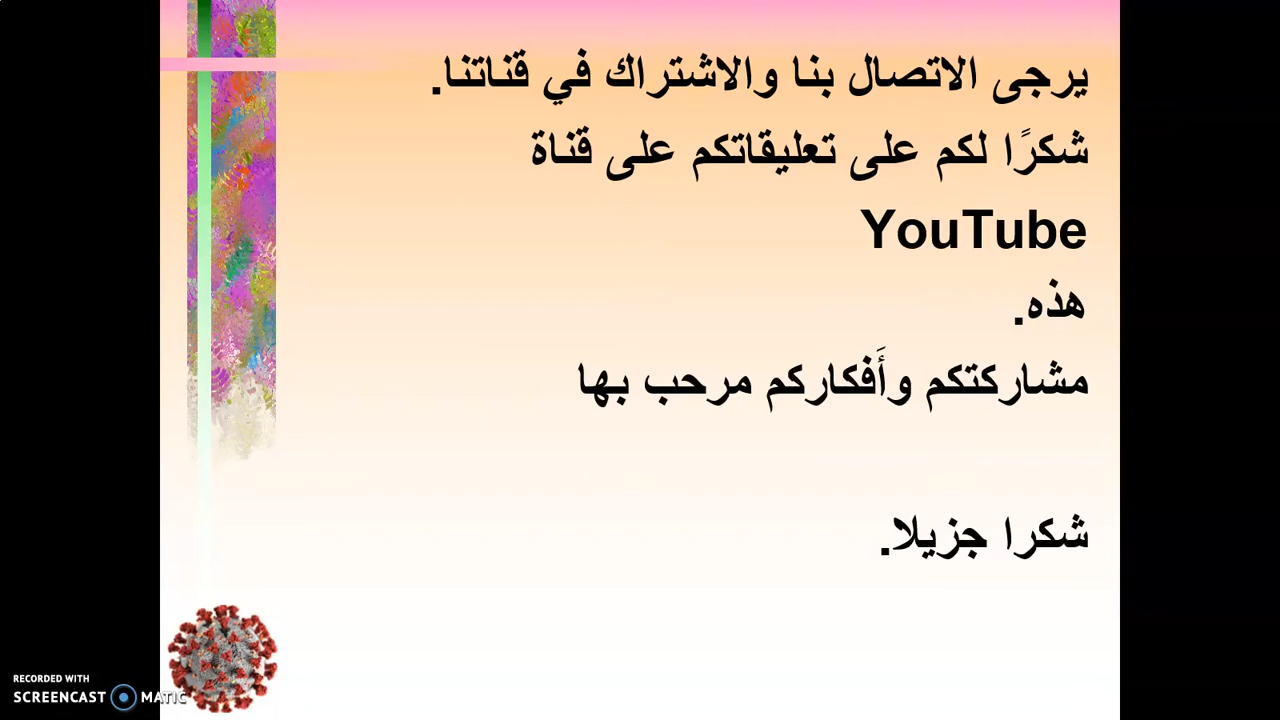 يرجى الاتصال بنا والاشتراك في قناتنا.
شكرًا لكم على تعليقاتكم على قناة
YouTube
هذه.
مشاركتكم وأَفكاركم مرحب بها
شكرا جزيلا.
RECORDED WITH
SCREENCAST MATIC